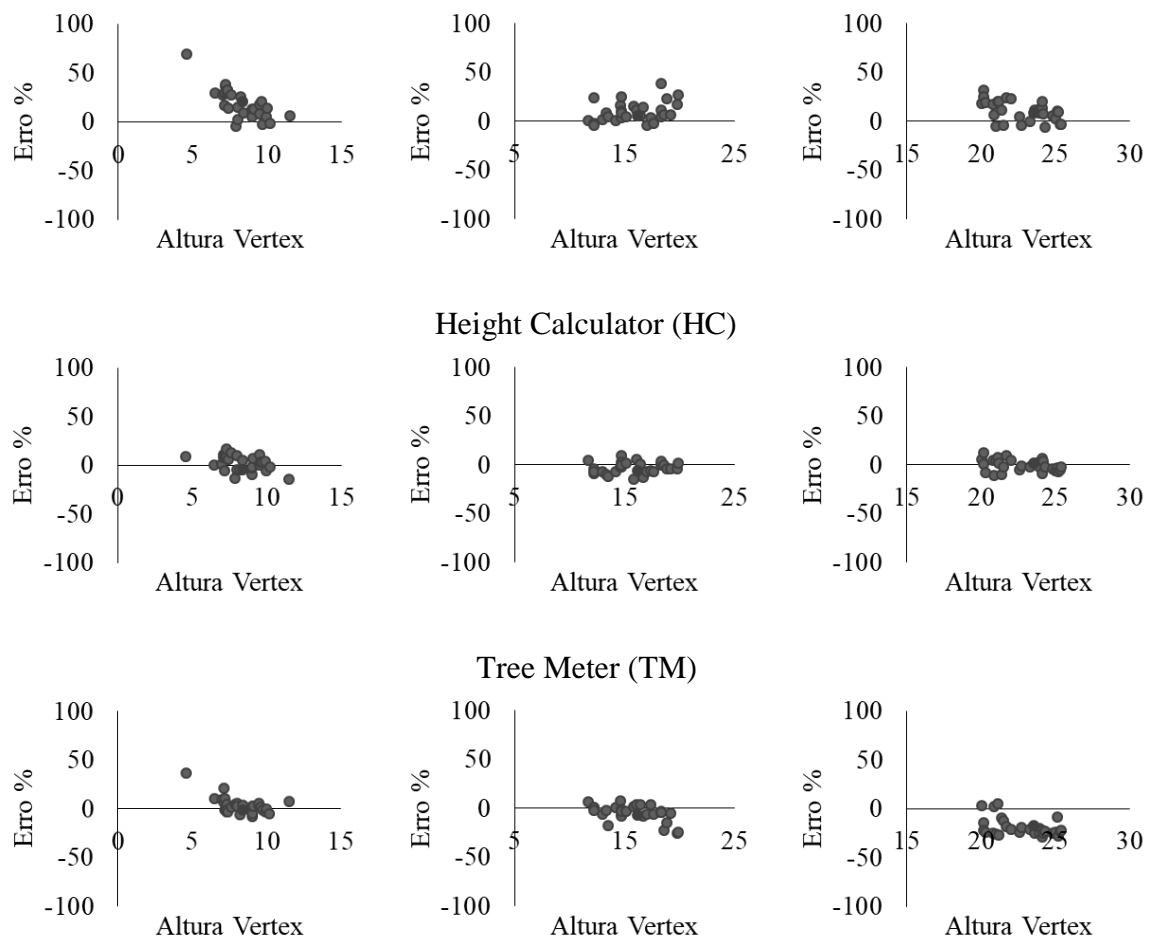 100 100 100
50 50 50
0 0 0
0 5 10 15 5 15 25 15 20 25 30
-50 -50 -50
-100 -100 -100
Erro % Erro % Erro %
Altura Vertex Altura Vertex Altura Vertex
Height Calculator (HC)
100 100 100
50 50 50
0 0 0
0 5 10 15 5 15 25 15 20 25 30
-50 -50 -50
-100 -100 -100
Erro % Erro % Erro %
Altura Vertex Altura Vertex Altura Vertex
Tree Meter (TM)
100 100 100
50 50 50
0 0 0
0 5 10 15 5 15 25 15 20 25 30
-50 -50 -50
-100 -100 -100
Erro % Erro % Erro %
Altura Vertex Altura Vertex Altura Vertex